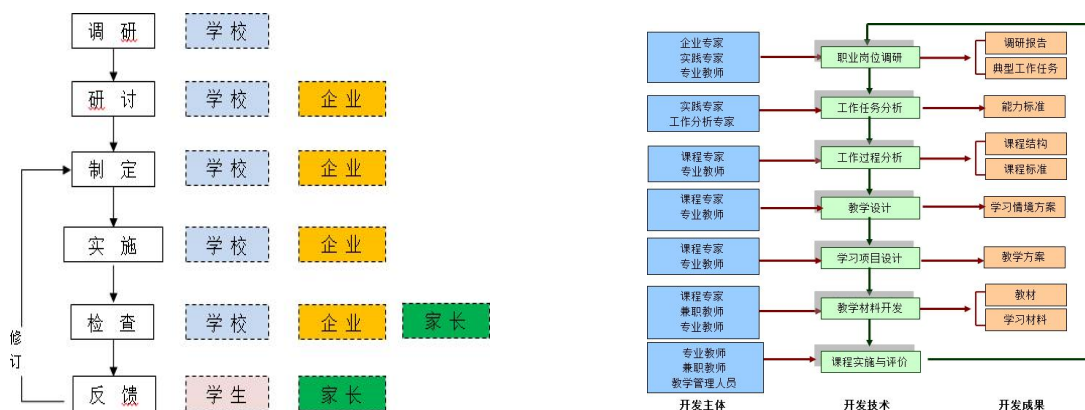 调 研
学 校
研 讨
学 校
企 业
制 定
学 校
企 业
实 施
学 校
企 业
检 查
学 校
企 业
家 长
反 馈
学 生
家 长
修
订
企业专家
实践专家
专业教师
职业岗位调研
调研报告
典型工作任务
实践专家
工作分析专家
工作任务分析
能力标准
课程专家
专业教师
工作过程分析
课程结构
课程标准
课程专家
专业教师
教学设计
学习情境方案
课程专家
专业教师
学习项目设计
教学方案
课程专家
兼职教师
专业教师
教学材料开发
教材
学习材料
专业教师
兼职教师
教学管理人员
课程实施与评价
开发主体
开发技术
开发成果